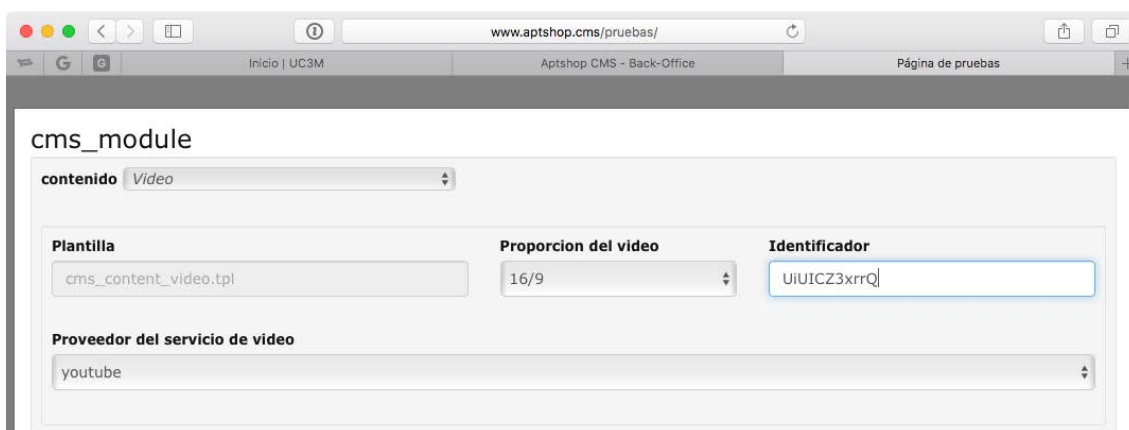 www.aptshop.cms/pruebas/
G G Inicio | UC3M Aptshop CMS - Back-Office Página de pruebas
cms_module
contenido Video
Plantilla Proporcion del video Identificador
cms_content_video.tpl 16/9 UiUICZ3xrrQ
Proveedor del servicio de video
youtube